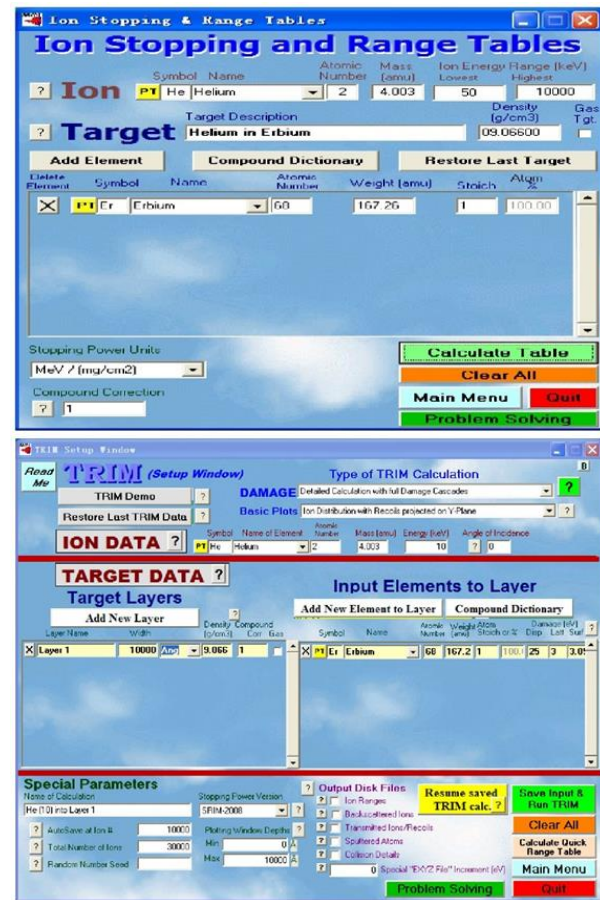 Ion Stopping & Range Tables
Ion Stopping and Range Tables
Symbol Name Atomic Number Mass (amu) Ion Energy Range (keV) Lowest Highest
? Ion PT He Helium 2 4.003 50 10000
Target Description Density (g/cm3) Gas Tgt.
? Target Helium in Erbium 09.06600
Add Element Compound Dictionary Restore Last Target
Delete Element Symbol Name Atomic Number Weight (amu) Stoich Atom %
X PT Er Erbium 68 167.26 1 100.00
Stopping Power Units
MeV / (mg/cm2)
Compound Correction
? 1
Calculate Table
Clear All
Main Menu Quit
Problem Solving
TRIM Setup Window
Read Me TRIM (Setup Window) Type of TRIM Calculation B
TRIM Demo ? DAMAGE Detailed Calculation with full Damage Cascades ?
Restore Last TRIM Data ? Basic Plots Ion Distribution with Recoils projected on Y-Plane ?
Symbol Name of Element Atomic Number Mass (amu) Energy (keV) Angle of Incidence
ION DATA ? PT He Helium 2 4.003 10 ? 0
TARGET DATA ?
Target Layers Input Elements to Layer
Add New Layer ? Add New Element to Layer Compound Dictionary
Layer Name Width Density (g/cm3) Compound Corr Gas Symbol Name Atomic Number Weight (amu) Atom Stoich or % Damage (eV) Disp Latt Surf ?
X Layer 1 10000 Ang 9.066 1 X PT Er Erbium 68 167.2 1 100. 25 3 3.05
Special Parameters
Name of Calculation Stopping Power Version
He (10) into Layer 1 SRIM-2008 ?
? AutoSave at Ion # 10000 Plotting Window Depths ?
? Total Number of Ions 30000 Min 0 Å
? Random Number Seed Max 10000 Å
? Output Disk Files
? Ion Ranges
? Backscattered Ions
? Transmitted Ions/Recoils
? Sputtered Atoms
? Collision Details
? 0 Special "EXYZ File" Increment (eV)
Resume saved TRIM calc. ?
Save Input & Run TRIM
Clear All
Calculate Quick Range Table
Main Menu
Problem Solving Quit